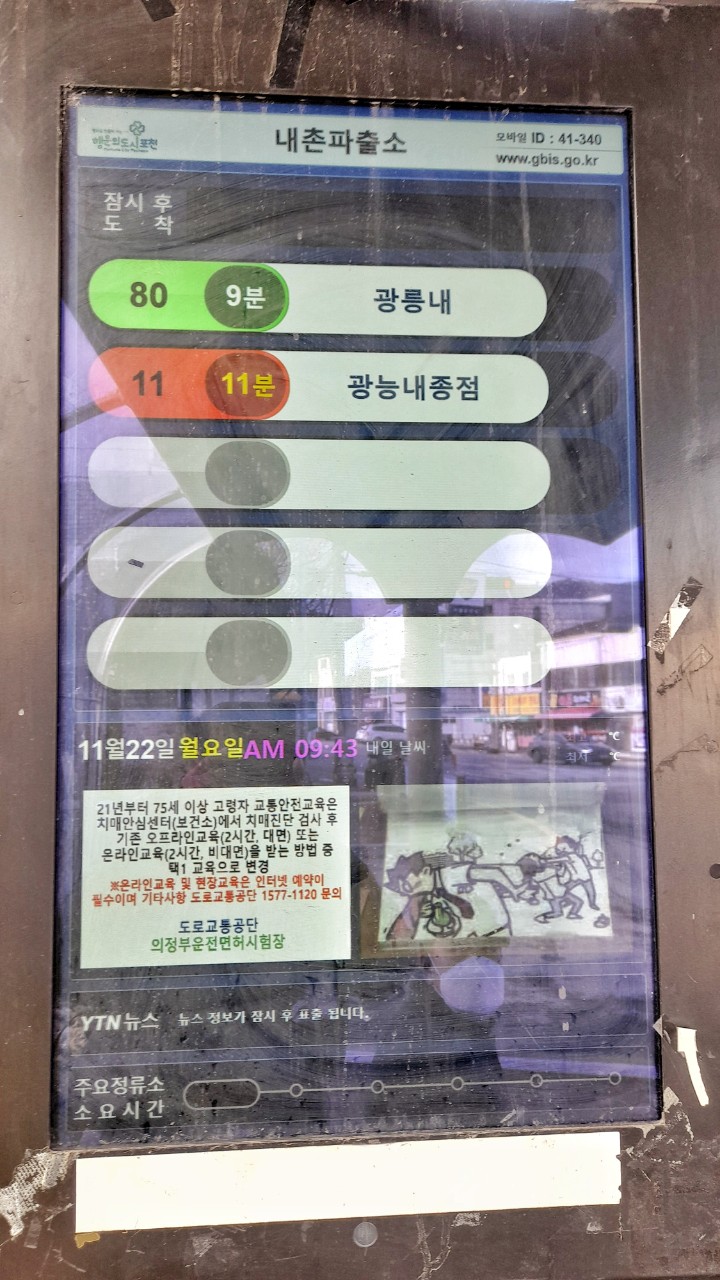 행운의도시 포천
내촌파출소
모바일 ID : 41-340
www.gbis.go.kr
잠시 후
도 착
80 9분 광릉내
11 11분 광능내종점
11월22일 월요일 AM 09:43 내일 날씨
℃
최저 ℃
21년부터 75세 이상 고령자 교통안전교육은
치매안심센터(보건소)에서 치매진단 검사 후
기존 오프라인교육(2시간, 대면) 또는
온라인교육(2시간, 비대면)을 받는 방법 중
택1 교육으로 변경
※온라인교육 및 현장교육은 인터넷 예약이
필수이며 기타사항 도로교통공단 1577-1120 문의
도로교통공단
의정부운전면허시험장
YTN 뉴스 뉴스 정보가 잠시 후 표출 됩니다.
주요정류소
소 요 시 간